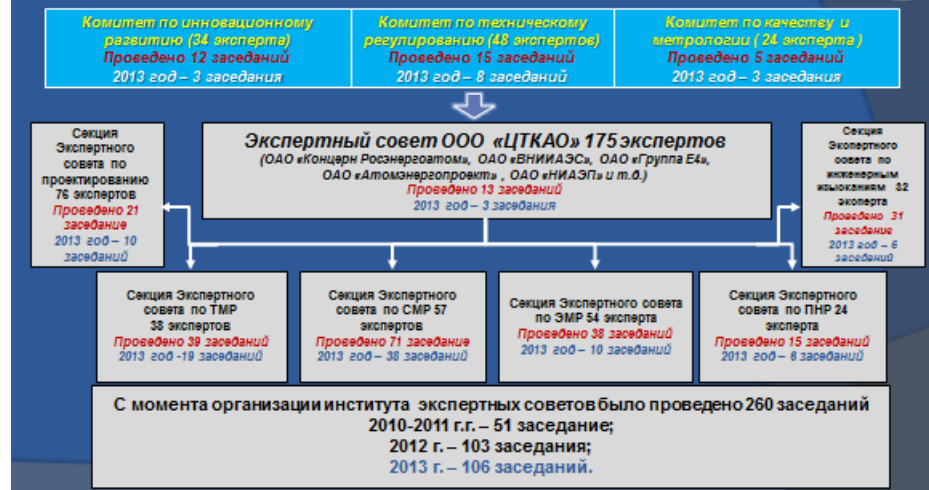 Комитет по инновационному
развитию (34 эксперта)
Проведено 12 заседаний
2013 год – 3 заседания
Комитет по техническому
регулированию (48 экспертов)
Проведено 15 заседаний
2013 год – 8 заседаний
Комитет по качеству и
метрологии ( 24 эксперта )
Проведено 5 заседаний
2013 год – 3 заседания
Секция
Экспертного
совета по
проектированию
76 экспертов
Проведено 21
заседание
2013 год – 10
заседаний
Экспертный совет ООО «ЦТКАО» 175 экспертов
(ОАО «Концерн Росэнергоатом», ОАО «ВНИИАЭС», ОАО «Группа Е4»,
ОАО «Атомэнергопроект» , ОАО «НИАЭП» и т.д.)
Проведено 13 заседаний
2013 год – 3 заседания
Секция
Экспертного
совета по
инженерным
изысканиям 32
эксперта
Проведено 31
заседание
2013 год – 6
заседаний
Секция Экспертного
совета по ТМР
38 экспертов
Проведено 39 заседаний
2013 год -19 заседаний
Секция Экспертного
совета по СМР 57
экспертов
Проведено 71 заседание
2013 год – 38 заседаний
Секция Экспертного совета
по ЭМР 54 эксперта
Проведено 38 заседаний
2013 год – 10 заседаний
Секция Экспертного
совета по ПНР 24
эксперта
Проведено 15 заседаний
2013 год – 6 заседаний
С момента организации института экспертных советов было проведено 260 заседаний
2010-2011 г.г. – 51 заседание;
2012 г. – 103 заседания;
2013 г. – 106 заседаний.